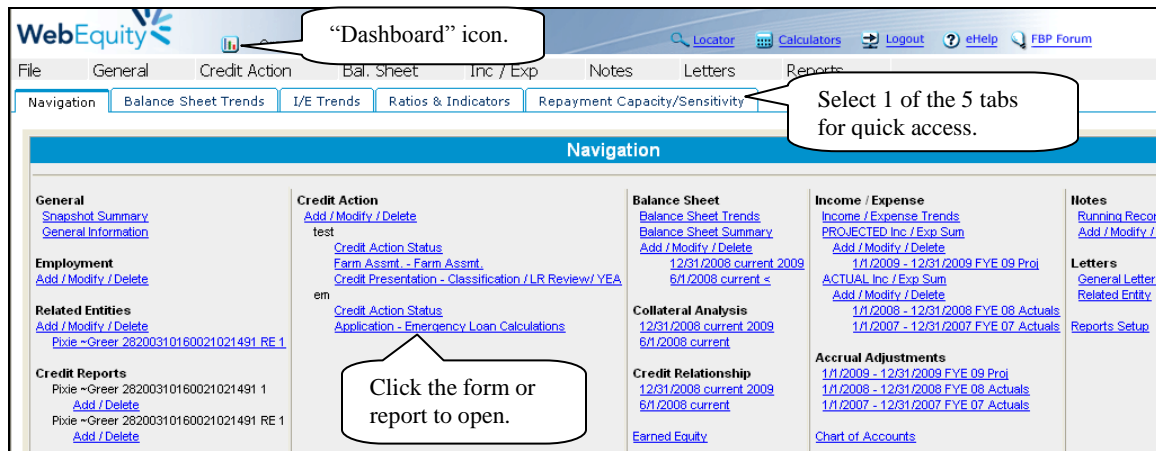 WebEquity
"Dashboard" icon.
Locator
Calculators
Logout
eHelp
FBP Forum
File General Credit Action Bal. Sheet Inc / Exp Notes Letters Reports
Navigation
Balance Sheet Trends
I/E Trends
Ratios & Indicators
Repayment Capacity/Sensitivity
Select 1 of the 5 tabs
for quick access.
Navigation
General
Snapshot Summary
General Information
Employment
Add / Modify / Delete
Related Entities
Add / Modify / Delete
Pixie ~Greer 28200310160021021491 RE 1
Credit Reports
Pixie ~Greer 28200310160021021491 1
Add / Delete
Pixie ~Greer 28200310160021021491 RE 1
Add / Delete
Credit Action
Add / Modify / Delete
test
Credit Action Status
Farm Assmt. - Farm Assmt.
Credit Presentation - Classification / LR Review/ YEA
em
Credit Action Status
Application - Emergency Loan Calculations
Click the form or
report to open.
Balance Sheet
Balance Sheet Trends
Balance Sheet Summary
Add / Modify / Delete
12/31/2008 current 2009
6/1/2008 current <
Collateral Analysis
12/31/2008 current 2009
6/1/2008 current
Credit Relationship
12/31/2008 current 2009
6/1/2008 current
Earned Equity
Income / Expense
Income / Expense Trends
PROJECTED Inc / Exp Sum
Add / Modify / Delete
1/1/2009 - 12/31/2009 FYE 09 Proj
ACTUAL Inc / Exp Sum
Add / Modify / Delete
1/1/2008 - 12/31/2008 FYE 08 Actuals
1/1/2007 - 12/31/2007 FYE 07 Actuals
Accrual Adjustments
1/1/2009 - 12/31/2009 FYE 09 Proj
1/1/2008 - 12/31/2008 FYE 08 Actuals
1/1/2007 - 12/31/2007 FYE 07 Actuals
Chart of Accounts
Notes
Running Recor
Add / Modify /
Letters
General Letter
Related Entity
Reports Setup